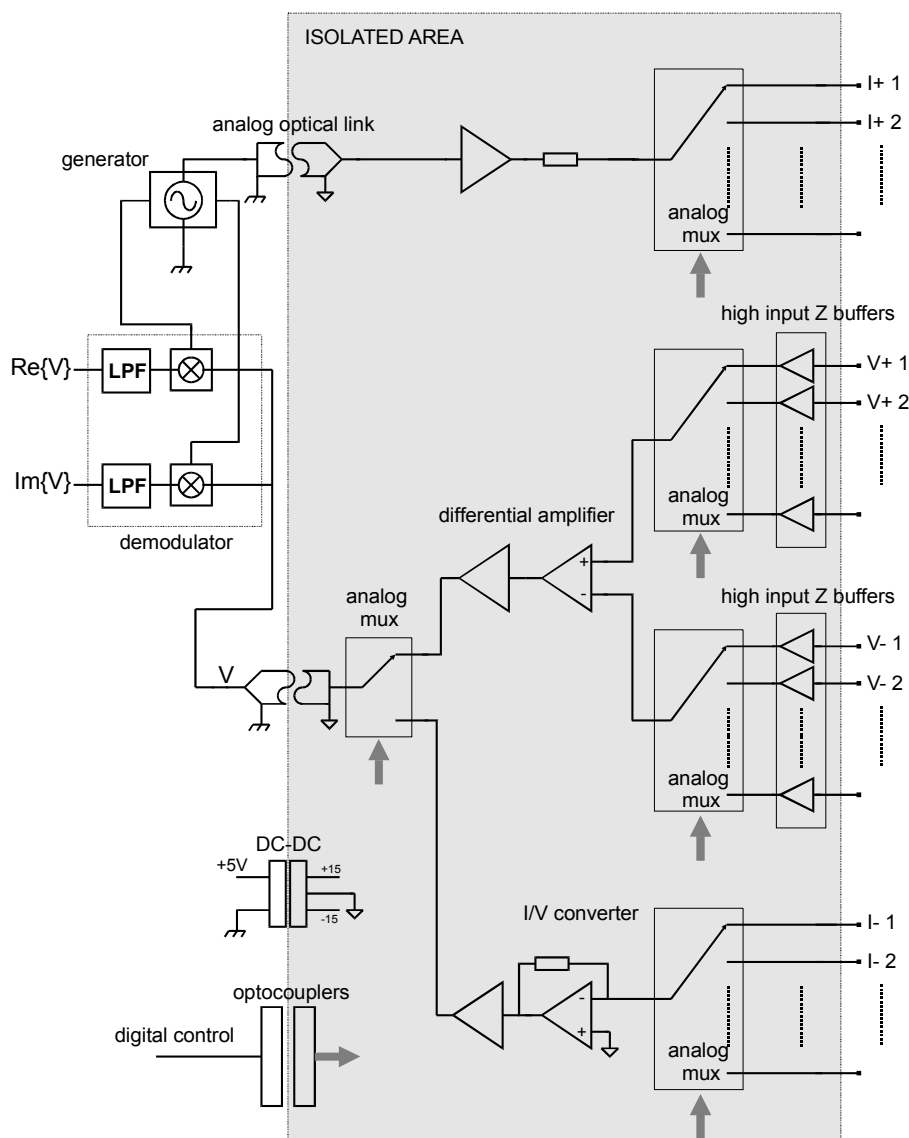 ISOLATED AREA
I+ 1
analog optical link
I+ 2
generator
analog
mux
high input Z buffers
Re{V}
LPF
V+ 1
V+ 2
Im{V}
LPF
analog
mux
demodulator
differential amplifier
+
-
analog
mux
high input Z buffers
V- 1
V
V- 2
analog
mux
DC-DC
+5V
+15
-15
I/V converter
I- 1
I- 2
optocouplers
-
+
digital control
analog
mux